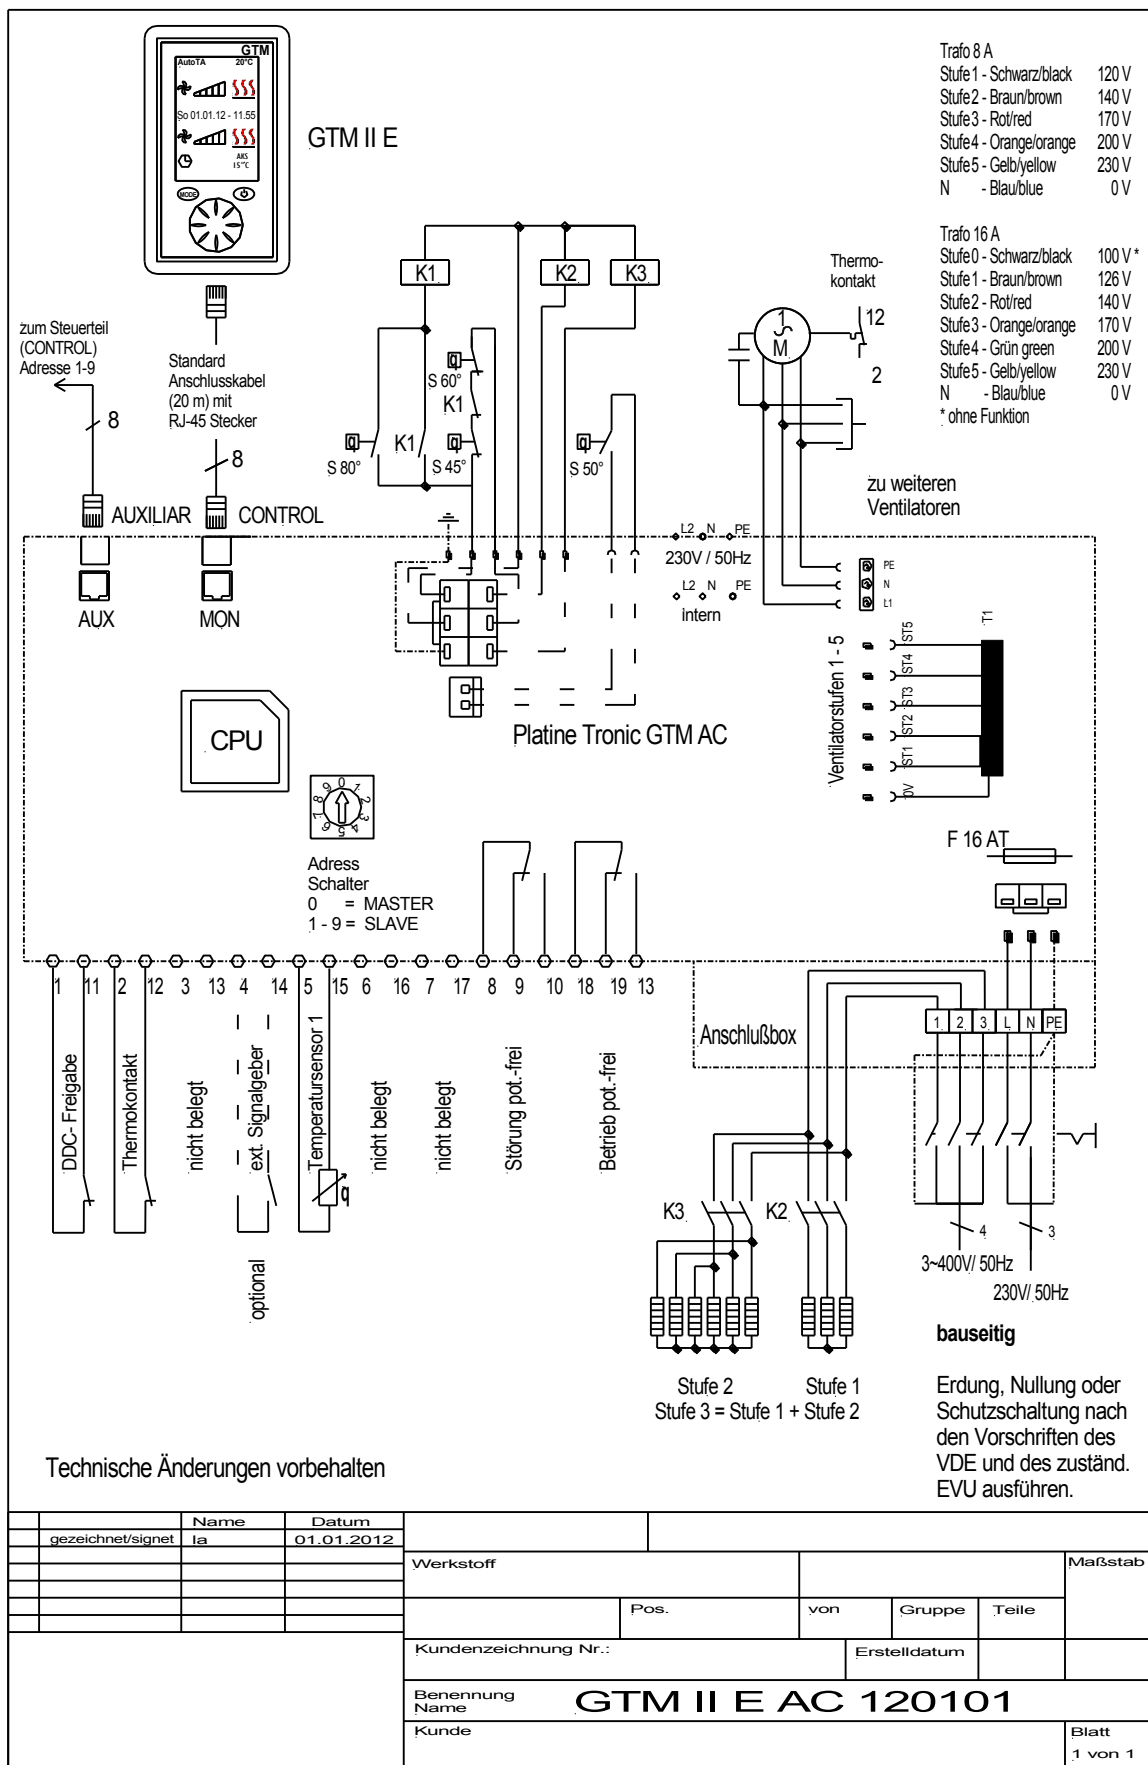 GTM
AutoTA 20°C
So 01.01.12 - 11.55
AKS
15°C
MODE
GTM II E
Trafo 8 A
Stufe 1 - Schwarz/black 120 V
Stufe 2 - Braun/brown 140 V
Stufe 3 - Rot/red 170 V
Stufe 4 - Orange/orange 200 V
Stufe 5 - Gelb/yellow 230 V
N - Blau/blue 0 V
Trafo 16 A
Stufe 0 - Schwarz/black 100 V *
Stufe 1 - Braun/brown 126 V
Stufe 2 - Rot/red 140 V
Stufe 3 - Orange/orange 170 V
Stufe 4 - Grün green 200 V
Stufe 5 - Gelb/yellow 230 V
N - Blau/blue 0 V
* ohne Funktion
Thermo-
kontakt
12
2
1
M
K1 K2 K3
zum Steuerteil
(CONTROL)
Adresse 1-9
8
Standard
Anschlusskabel
(20 m) mit
RJ-45 Stecker
8
S 60°
K1
S 80°
K1
S 45°
S 50°
zu weiteren
Ventilatoren
AUXILIAR
CONTROL
AUX
MON
L2 N PE
230V / 50Hz
L2 N PE
intern
PE
N
L1
Ventilatorstufen 1 - 5
ST5
ST4
ST3
ST2
ST1
0V
T1
CPU
Platine Tronic GTM AC
0 1 2 3 4 5 6 7 8 9
Adress
Schalter
0 = MASTER
1 - 9 = SLAVE
F 16 AT
1 11 2 12 3 13 4 14 5 15 6 16 7 17 8 9 10 18 19 13
DDC- Freigabe
Thermokontakt
nicht belegt
ext. Signalgeber
optional
Temperatursensor 1
nicht belegt
nicht belegt
Störung pot.-frei
Betrieb pot.-frei
Anschlußbox
1 2 3 L N PE
K3
K2
4
3
3~400V/ 50Hz
230V/ 50Hz
bauseitig
Stufe 2 Stufe 1
Stufe 3 = Stufe 1 + Stufe 2
Erdung, Nullung oder
Schutzschaltung nach
den Vorschriften des
VDE und des zuständ.
EVU ausführen.
Technische Änderungen vorbehalten
Name Datum
gezeichnet/signet la 01.01.2012
Werkstoff
Maßstab
Pos. von Gruppe Teile
Kundenzeichnung Nr.: Erstelldatum
Benennung
Name
GTM II E AC 120101
Kunde
Blatt
1 von 1